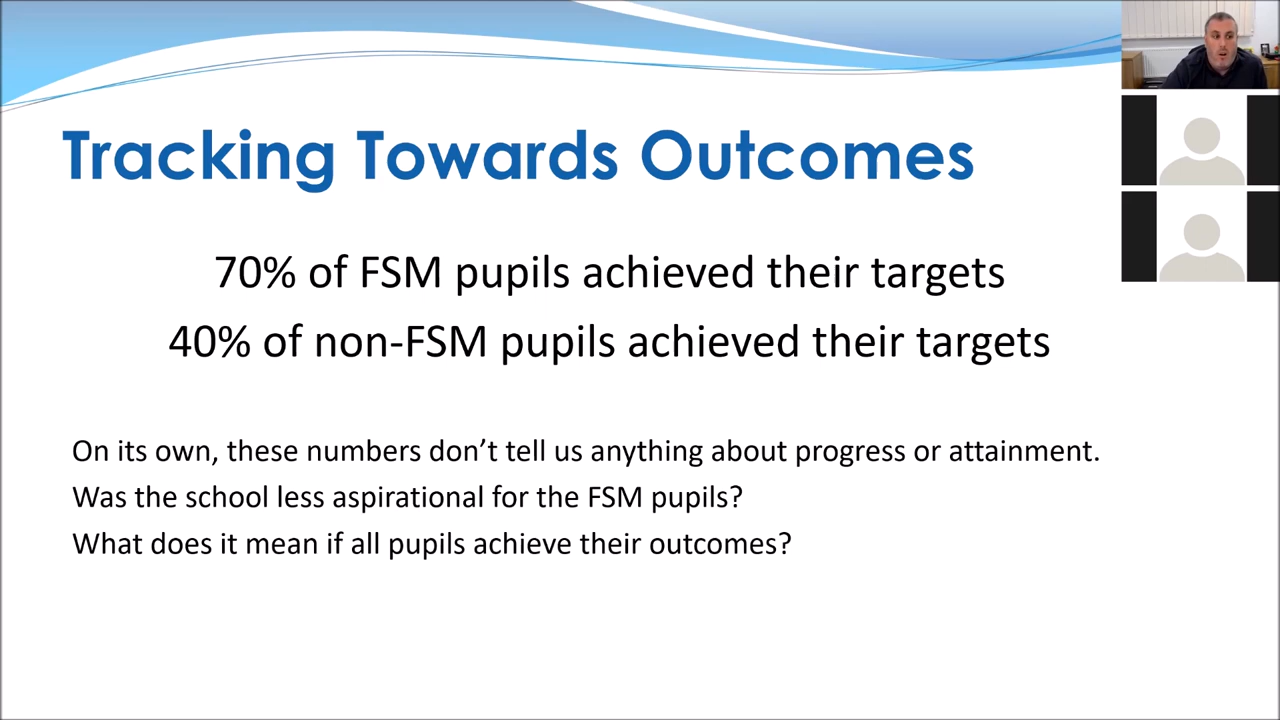 Tracking Towards Outcomes
70% of FSM pupils achieved their targets
40% of non-FSM pupils achieved their targets
On its own, these numbers don’t tell us anything about progress or attainment.
Was the school less aspirational for the FSM pupils?
What does it mean if all pupils achieve their outcomes?